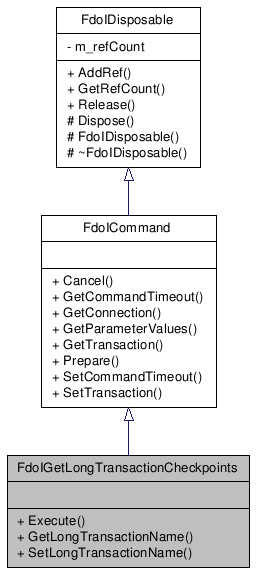 FdoIDisposable
- m_refCount
+ AddRef()
+ GetRefCount()
+ Release()
# Dispose()
# FdoIDisposable()
# ~FdoIDisposable()
FdoICommand
+ Cancel()
+ GetCommandTimeout()
+ GetConnection()
+ GetParameterValues()
+ GetTransaction()
+ Prepare()
+ SetCommandTimeout()
+ SetTransaction()
FdoIGetLongTransactionCheckpoints
+ Execute()
+ GetLongTransactionName()
+ SetLongTransactionName()